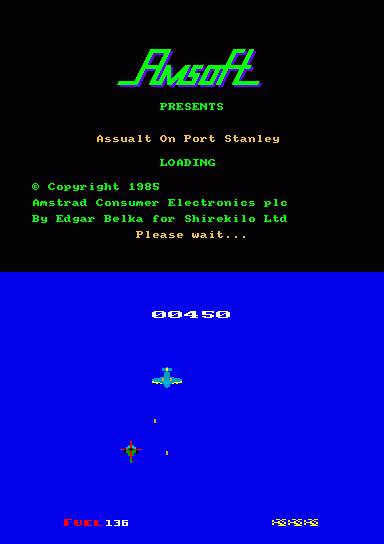 Amsoft
PRESENTS
Assualt On Port Stanley
LOADING
© Copyright 1985
Amstrad Consumer Electronics plc
By Edgar Belka for Shirekilo Ltd
Please wait...
00450
FUEL 136